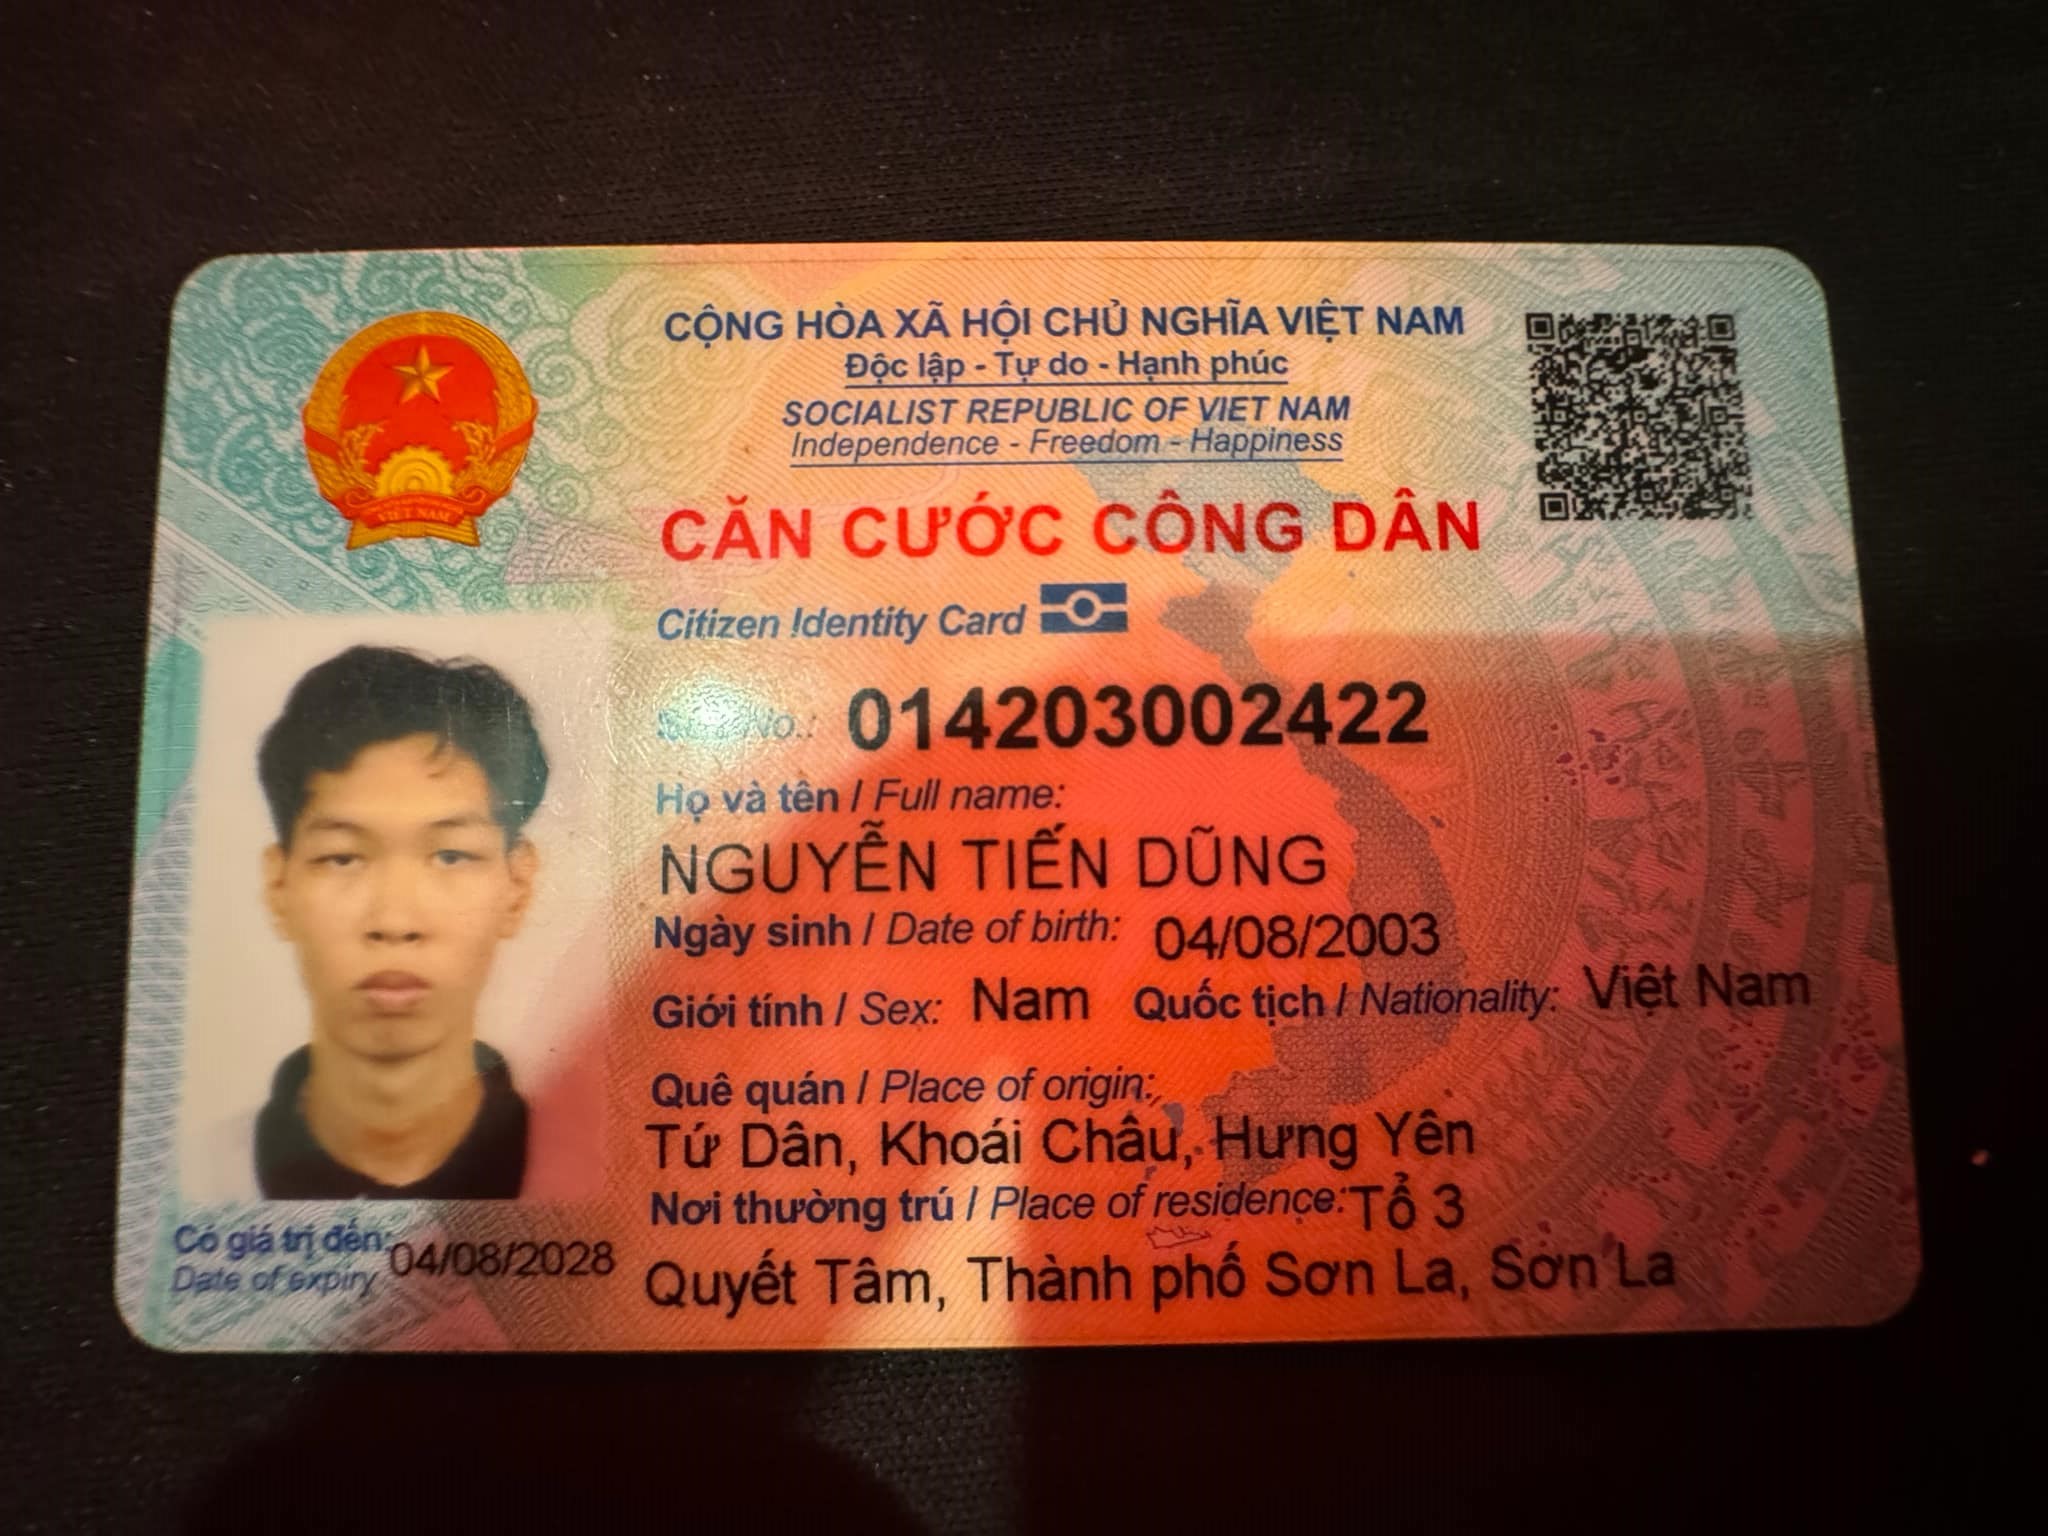 CỘNG HÒA XÃ HỘI CHỦ NGHĨA VIỆT NAM
Độc lập - Tự do - Hạnh phúc
SOCIALIST REPUBLIC OF VIET NAM
Independence - Freedom - Happiness
CĂN CƯỚC CÔNG DÂN
Citizen Identity Card
No.: 014203002422
Họ và tên / Full name:
NGUYỄN TIẾN DŨNG
Ngày sinh / Date of birth: 04/08/2003
Giới tính / Sex: Nam Quốc tịch / Nationality: Việt Nam
Quê quán / Place of origin:
Tứ Dân, Khoái Châu, Hưng Yên
Nơi thường trú / Place of residence: Tổ 3
Quyết Tâm, Thành phố Sơn La, Sơn La
Có giá trị đến: 04/08/2028
Date of expiry
VIỆT NAM